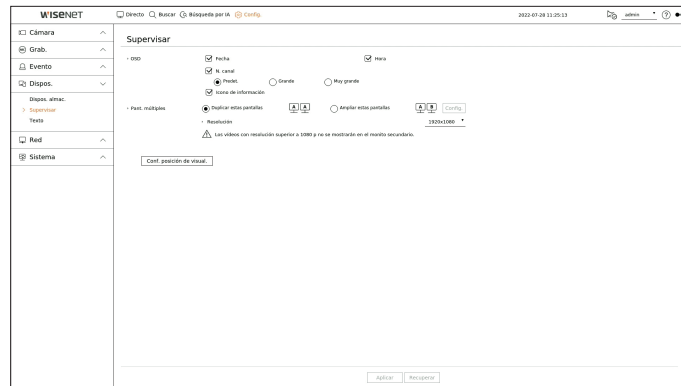 WISENET Directo Buscar Búsqueda por IA Config. 2022-07-28 11:25:13 admin ?
Cámara
Grab.
Evento
Dispos.
Dispos. almac.
> Supervisar
Texto
Red
Sistema
Supervisar
• OSD Fecha Hora
N. canal
Predet. Grande Muy grande
Icono de información
• Pant. múltiples Duplicar estas pantallas A A Ampliar estas pantallas A B Config.
• Resolución 1920x1080
Los vídeos con resolución superior a 1080 p no se mostrarán en el monito secundario.
Conf. posición de visual.
Aplicar Recuperar